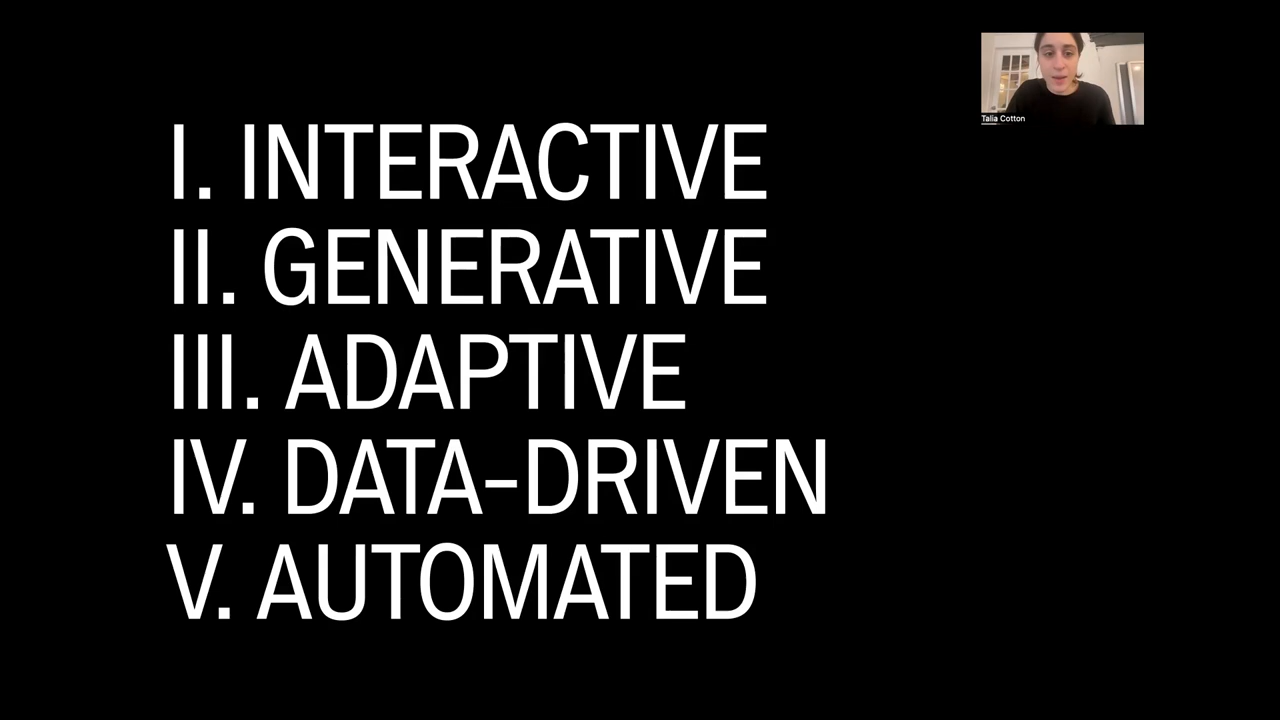 I. INTERACTIVE
II. GENERATIVE
III. ADAPTIVE
IV. DATA-DRIVEN
V. AUTOMATED
Talia Cotton